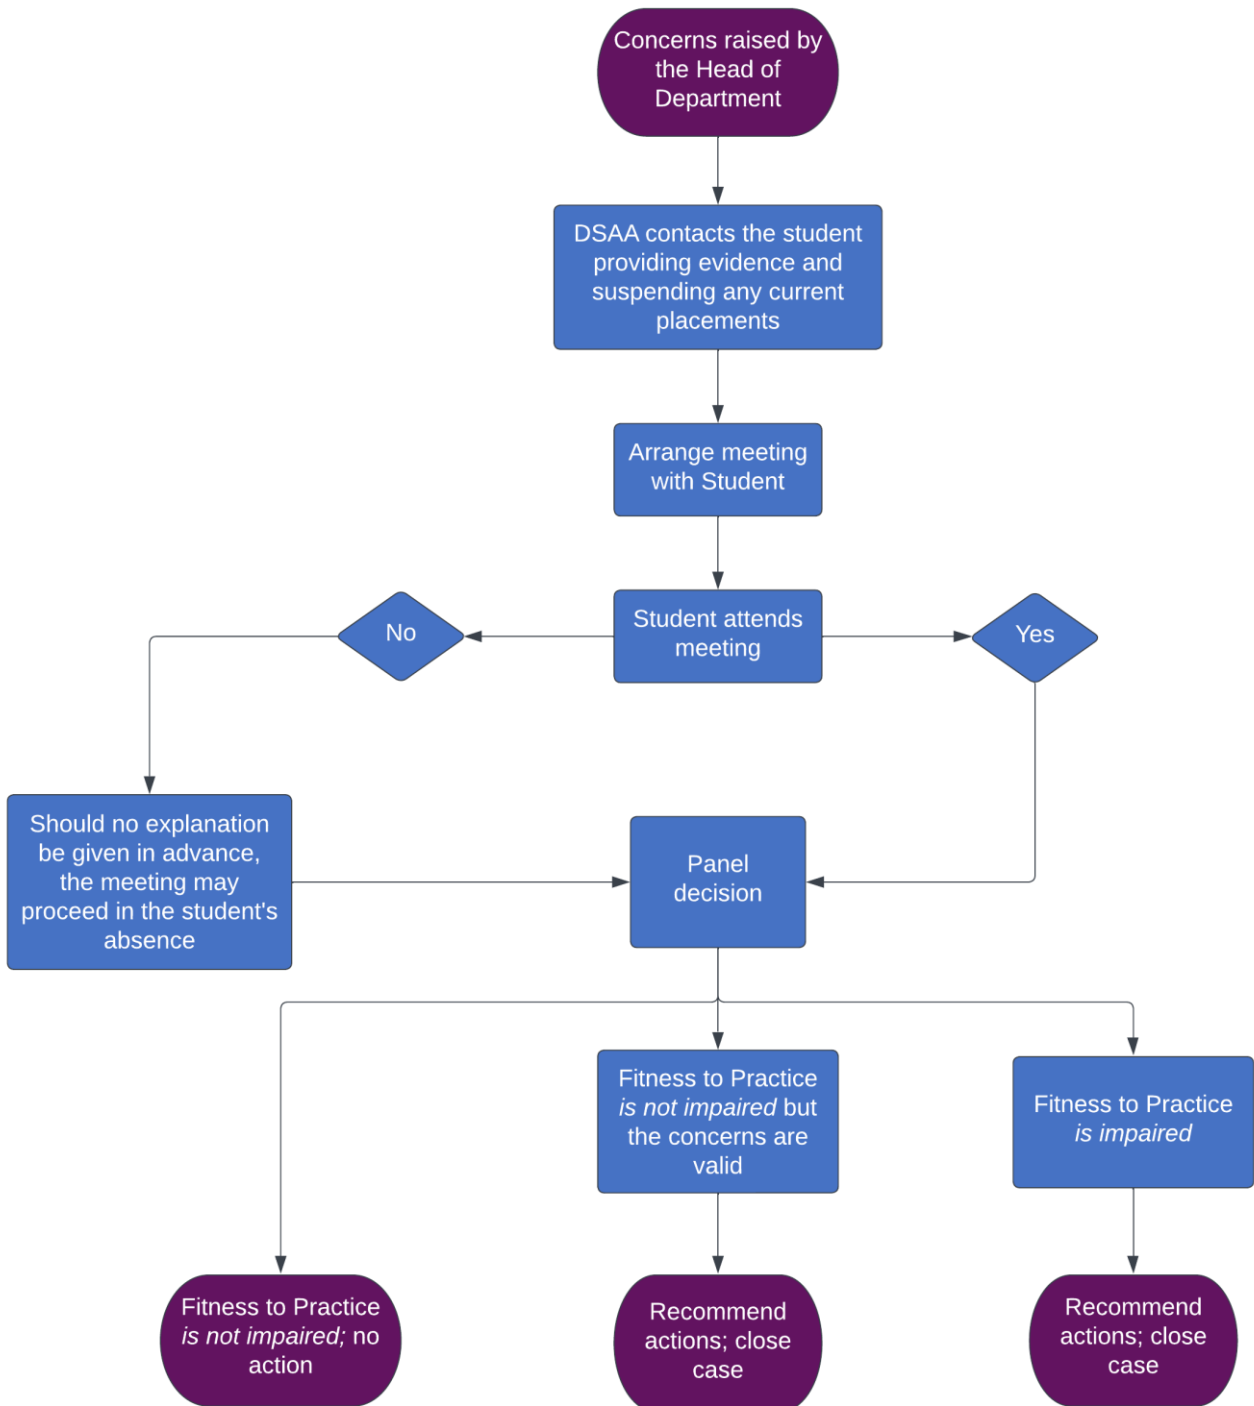 Concerns raised by
the Head of
Department
DSAA contacts the student
providing evidence and
suspending any current
placements
Arrange meeting
with Student
Student attends
meeting
No
Yes
Should no explanation
be given in advance,
the meeting may
proceed in the student's
absence
Panel
decision
Fitness to Practice
is not impaired but
the concerns are
valid
Fitness to Practice
is impaired
Fitness to Practice
is not impaired; no
action
Recommend
actions; close
case
Recommend
actions; close
case